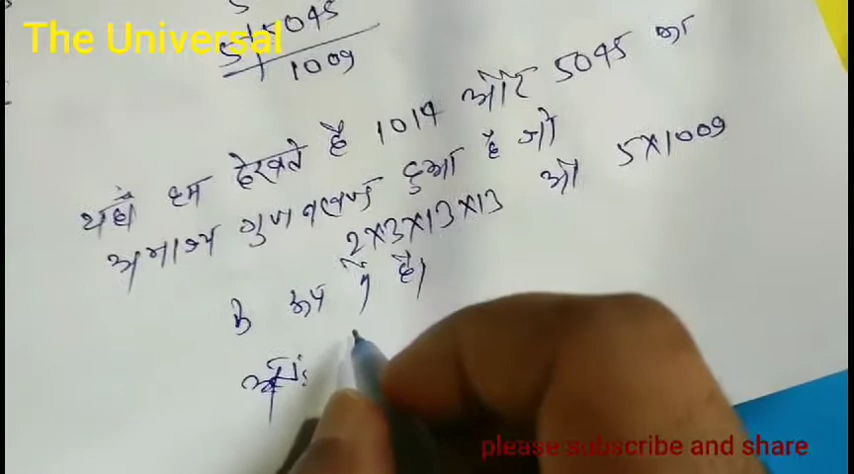 The Universal
5 | 5045
1009
यहाँ हम देखते है 1014 और 5045 का
अभाज्य गुणनखण्ड हुआ है जो
2×3×13×13 औ 5×1009
के रूप में है।
अतः
please subscribe and share